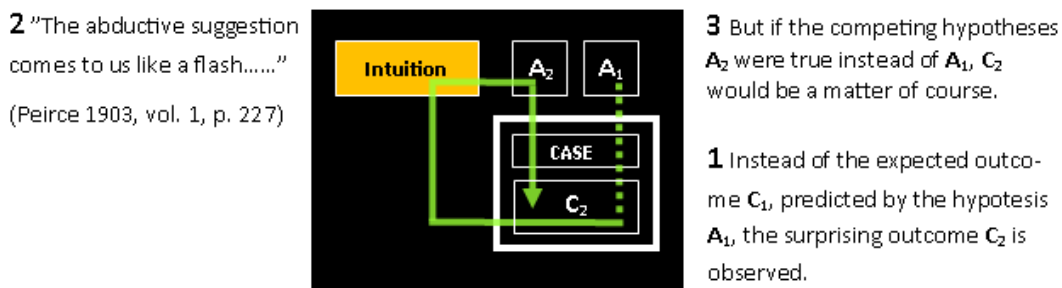 2 ”The abductive suggestion
comes to us like a flash......”
(Peirce 1903, vol. 1, p. 227)
Intuition
A₂
A₁
CASE
C₂
3 But if the competing hypotheses
A₂ were true instead of A₁, C₂
would be a matter of course.
1 Instead of the expected outco-
me C₁, predicted by the hypotesis
A₁, the surprising outcome C₂ is
observed.